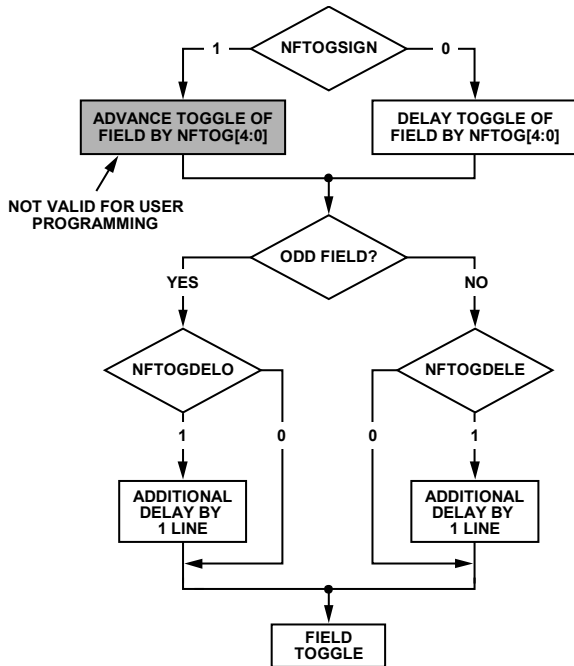 NFTOGSIGN
1
0
ADVANCE TOGGLE OF
FIELD BY NFTOG[4:0]
DELAY TOGGLE OF
FIELD BY NFTOG[4:0]
NOT VALID FOR USER
PROGRAMMING
ODD FIELD?
YES
NO
NFTOGDELO
NFTOGDELE
1
0
0
1
ADDITIONAL
DELAY BY
1 LINE
ADDITIONAL
DELAY BY
1 LINE
FIELD
TOGGLE